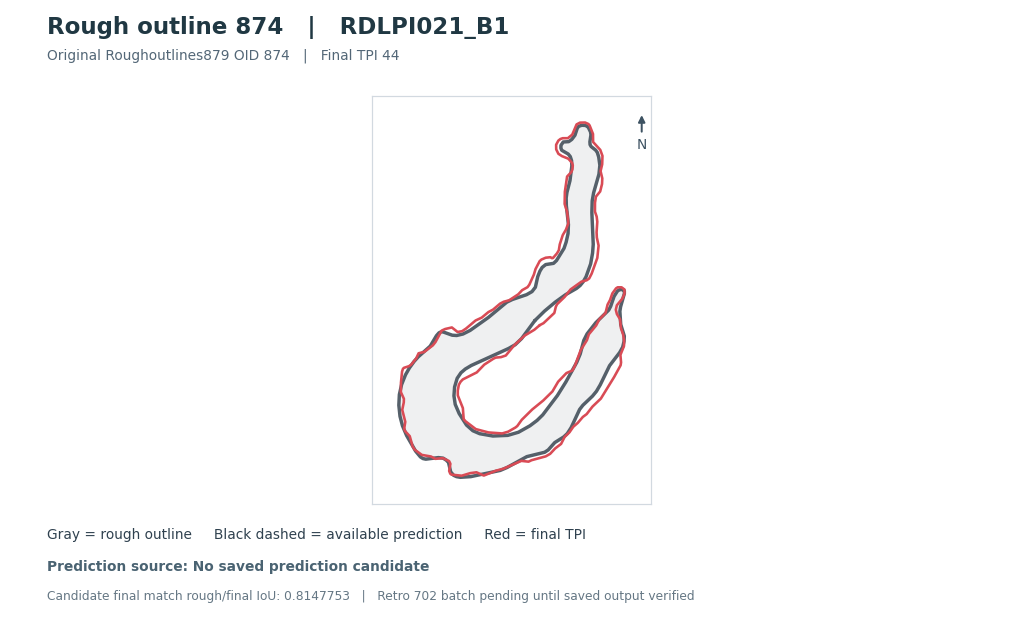 Rough outline 874 | RDLPI021_B1
Original Roughoutlines879 OID 874 | Final TPI 44
N
Gray = rough outline Black dashed = available prediction Red = final TPI
Prediction source: No saved prediction candidate
Candidate final match rough/final IoU: 0.8147753 | Retro 702 batch pending until saved output verified